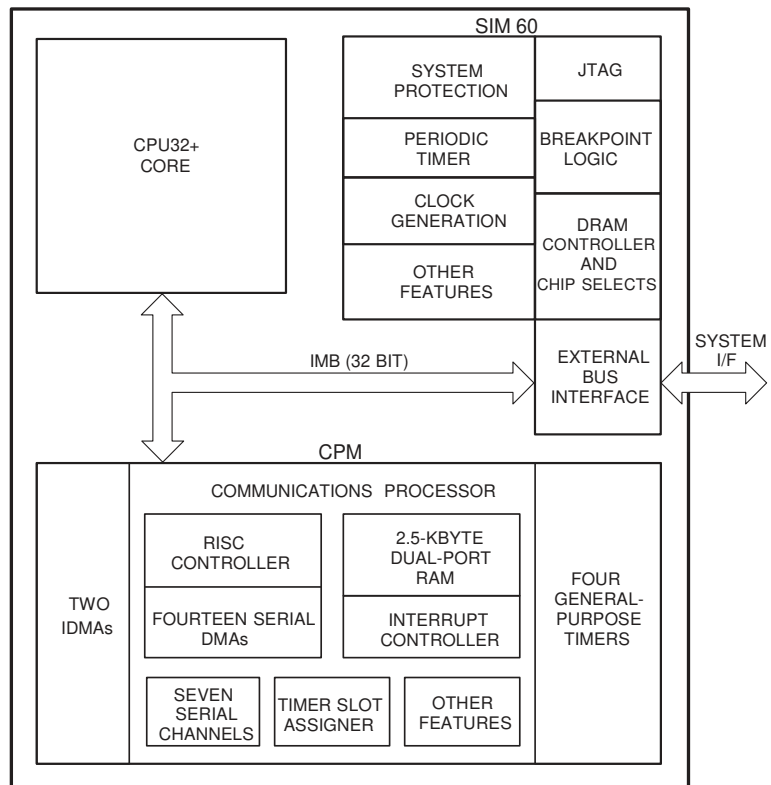 SIM 60
CPU32+
CORE
SYSTEM
PROTECTION
PERIODIC
TIMER
CLOCK
GENERATION
OTHER
FEATURES
JTAG
BREAKPOINT
LOGIC
DRAM
CONTROLLER
AND
CHIP SELECTS
EXTERNAL
BUS
INTERFACE
SYSTEM
I/F
IMB (32 BIT)
CPM
TWO
IDMAs
COMMUNICATIONS PROCESSOR
RISC
CONTROLLER
FOURTEEN SERIAL
DMAs
2.5-KBYTE
DUAL-PORT
RAM
INTERRUPT
CONTROLLER
SEVEN
SERIAL
CHANNELS
TIMER SLOT
ASSIGNER
OTHER
FEATURES
FOUR
GENERAL-
PURPOSE
TIMERS